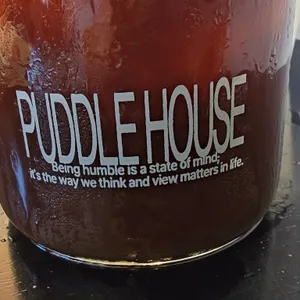 PUDDLE HOUSE
Being humble is a state of mind;
it's the way we think and view matters in life.